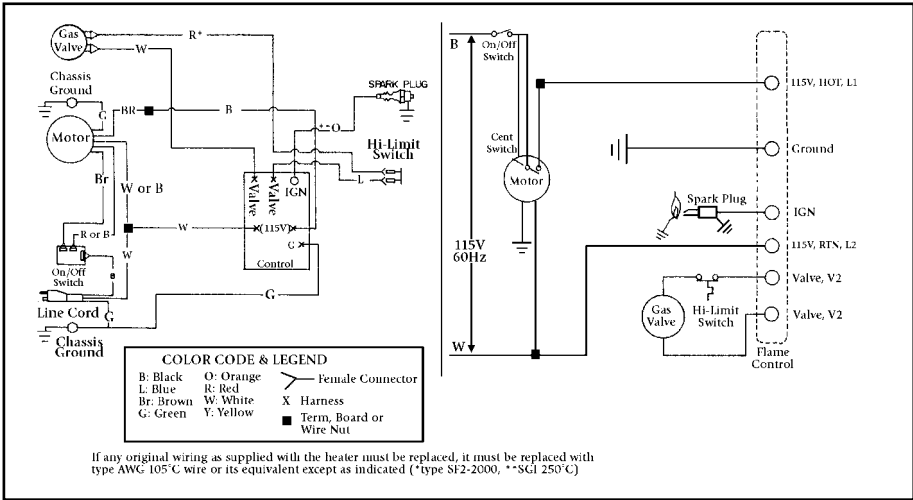 Gas
Valve
R*
W
Chassis
Ground
G
BR
B
SPARK PLUG
**O
Motor
Hi-Limit
Switch
Br
W or B
Valve
Valve
IGN
L
R or B
W
(115V)
G
Control
On/Off
Switch
B
W
Line Cord
G
G
Chassis
Ground
COLOR CODE & LEGEND
B: Black
O: Orange
Female Connector
L: Blue
R: Red
Br: Brown
W: White
X Harness
G: Green
Y: Yellow
Term, Board or
Wire Nut
B
On/Off
Switch
115V, HOT, L1
Cent
Switch
Motor
Ground
Spark Plug
IGN
115V
60Hz
115V, RTN, L2
Valve, V2
Gas
Valve
Hi-Limit
Switch
Valve, V2
W
Flame
Control
If any original wiring as supplied with the heater must be replaced, it must be replaced with
type AWG 105°C wire or its equivalent except as indicated (*type SF2-2000, **SGI 250°C)